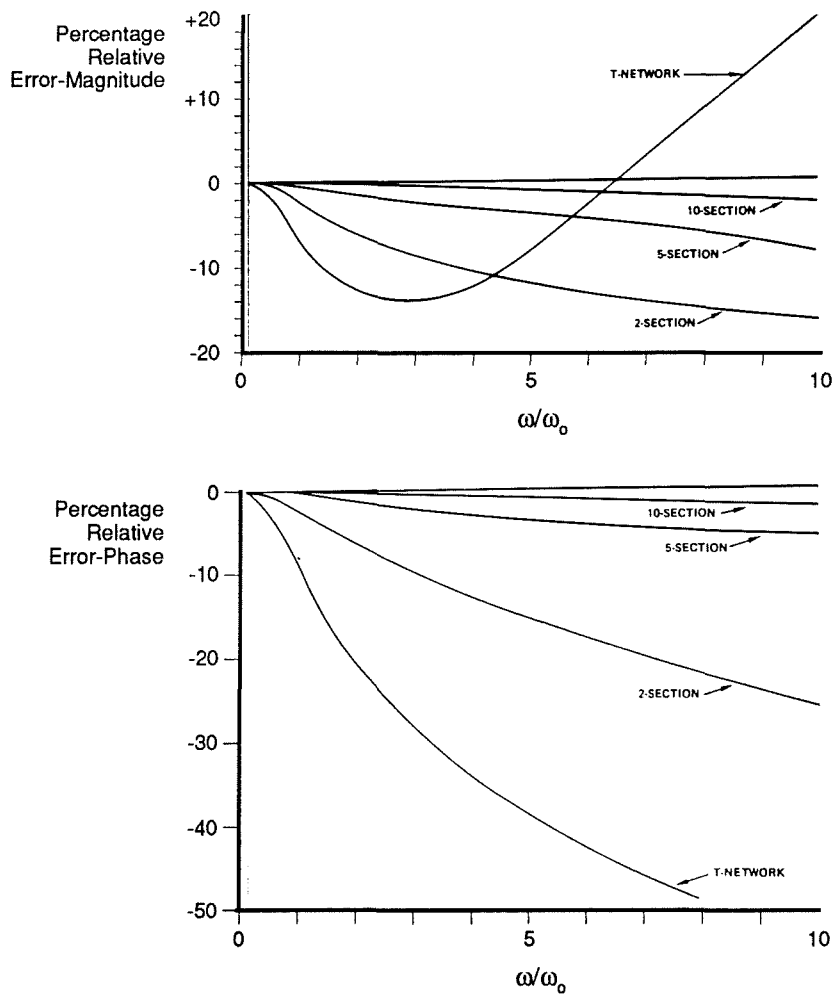 Percentage
Relative
Error-Magnitude
+20
+10
0
-10
-20
T-NETWORK
10-SECTION
5-SECTION
2-SECTION
0
5
10
ω/ω₀
Percentage
Relative
Error-Phase
0
-10
-20
-30
-40
-50
10-SECTION
5-SECTION
2-SECTION
T-NETWORK
0
5
10
ω/ω₀